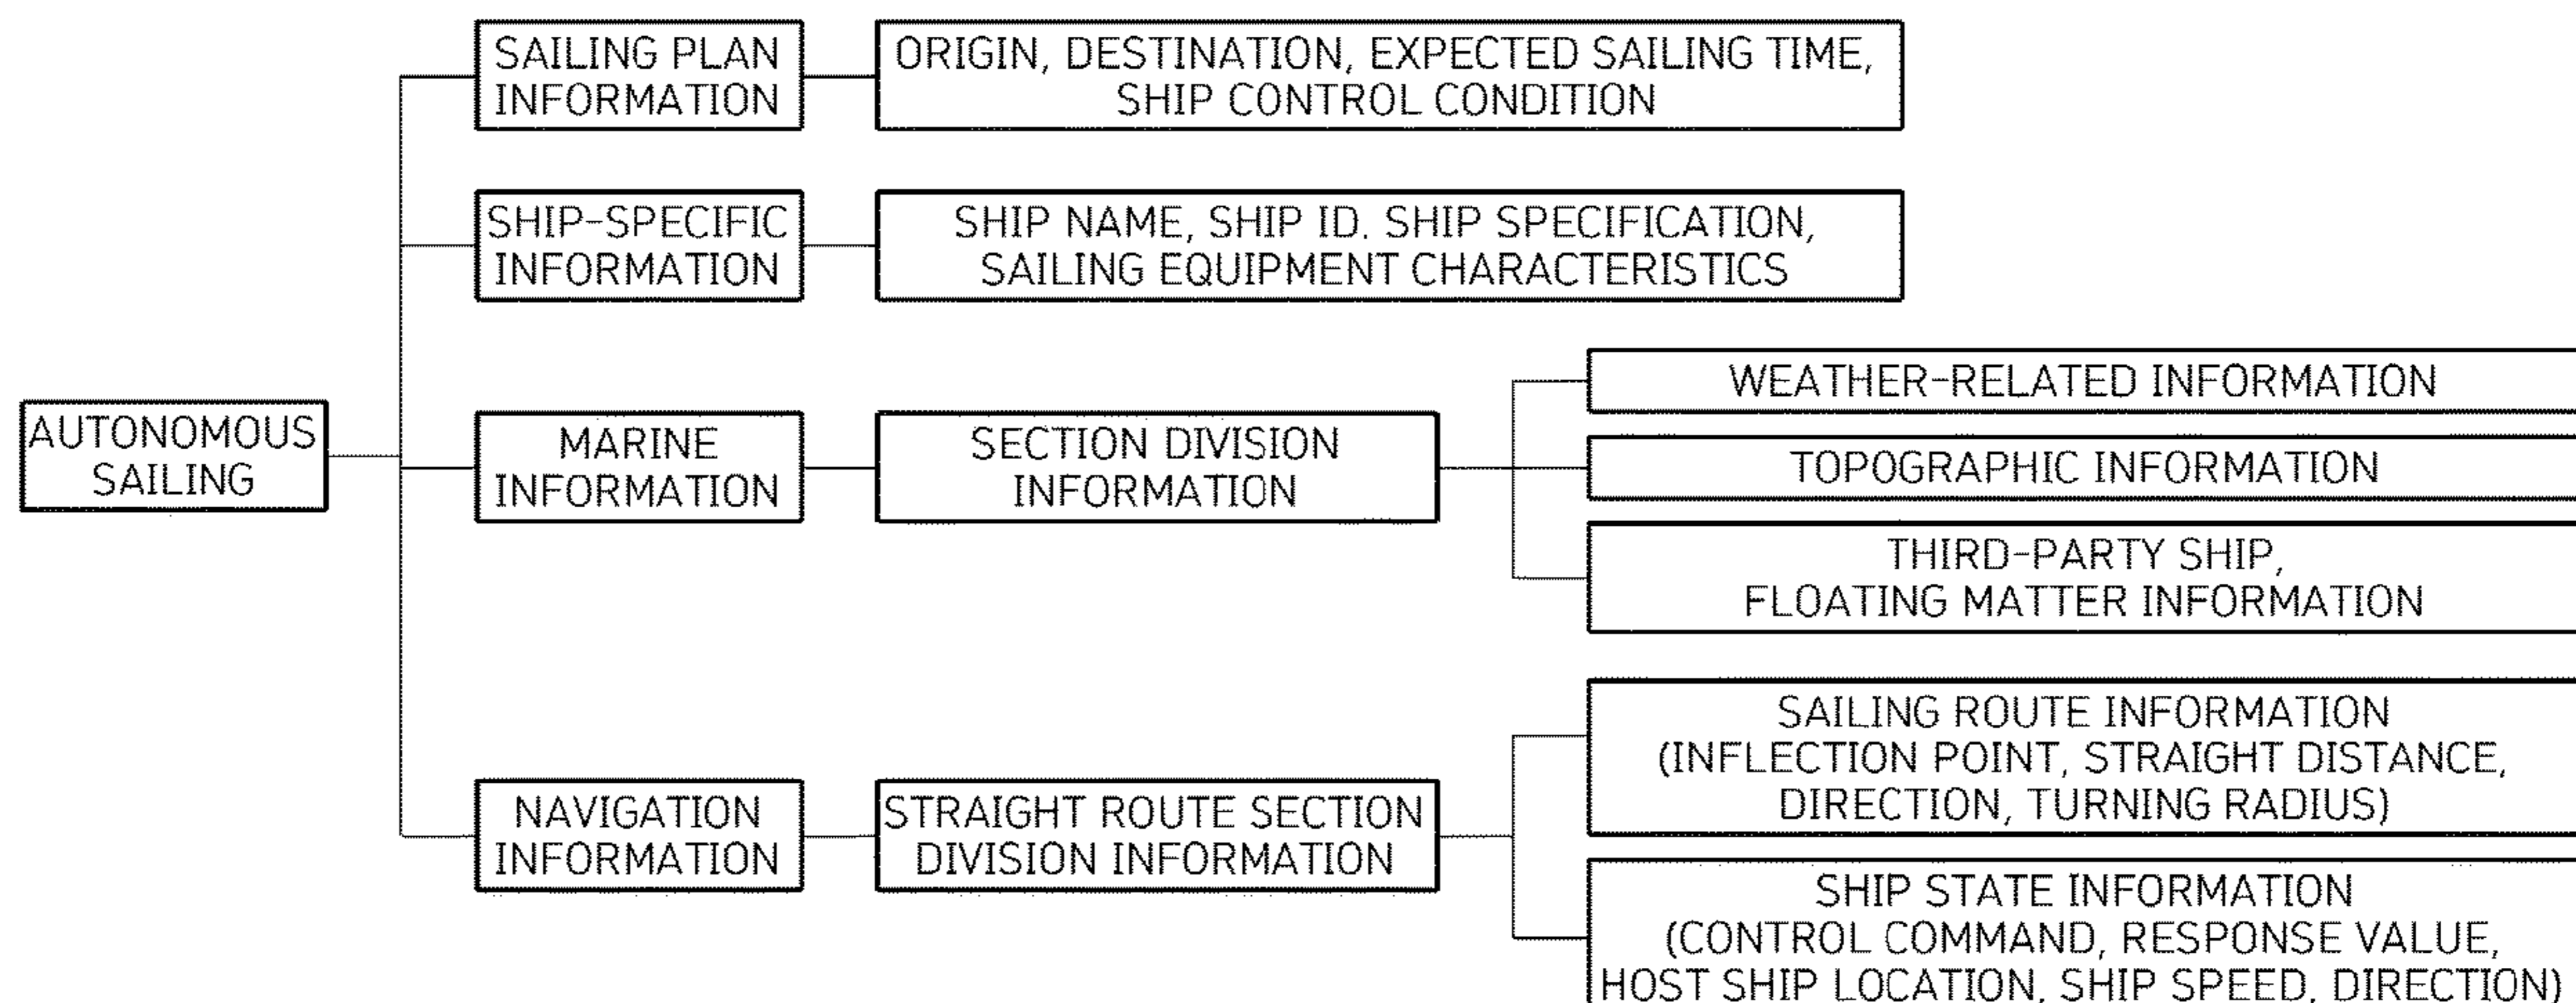 SAILING PLAN
INFORMATION
ORIGIN, DESTINATION, EXPECTED SAILING TIME,
SHIP CONTROL CONDITION
SHIP-SPECIFIC
INFORMATION
SHIP NAME, SHIP ID. SHIP SPECIFICATION,
SAILING EQUIPMENT CHARACTERISTICS
AUTONOMOUS
SAILING
MARINE
INFORMATION
SECTION DIVISION
INFORMATION
WEATHER-RELATED INFORMATION
TOPOGRAPHIC INFORMATION
THIRD-PARTY SHIP,
FLOATING MATTER INFORMATION
NAVIGATION
INFORMATION
STRAIGHT ROUTE SECTION
DIVISION INFORMATION
SAILING ROUTE INFORMATION
(INFLECTION POINT, STRAIGHT DISTANCE,
DIRECTION, TURNING RADIUS)
SHIP STATE INFORMATION
(CONTROL COMMAND, RESPONSE VALUE,
HOST SHIP LOCATION, SHIP SPEED, DIRECTION)